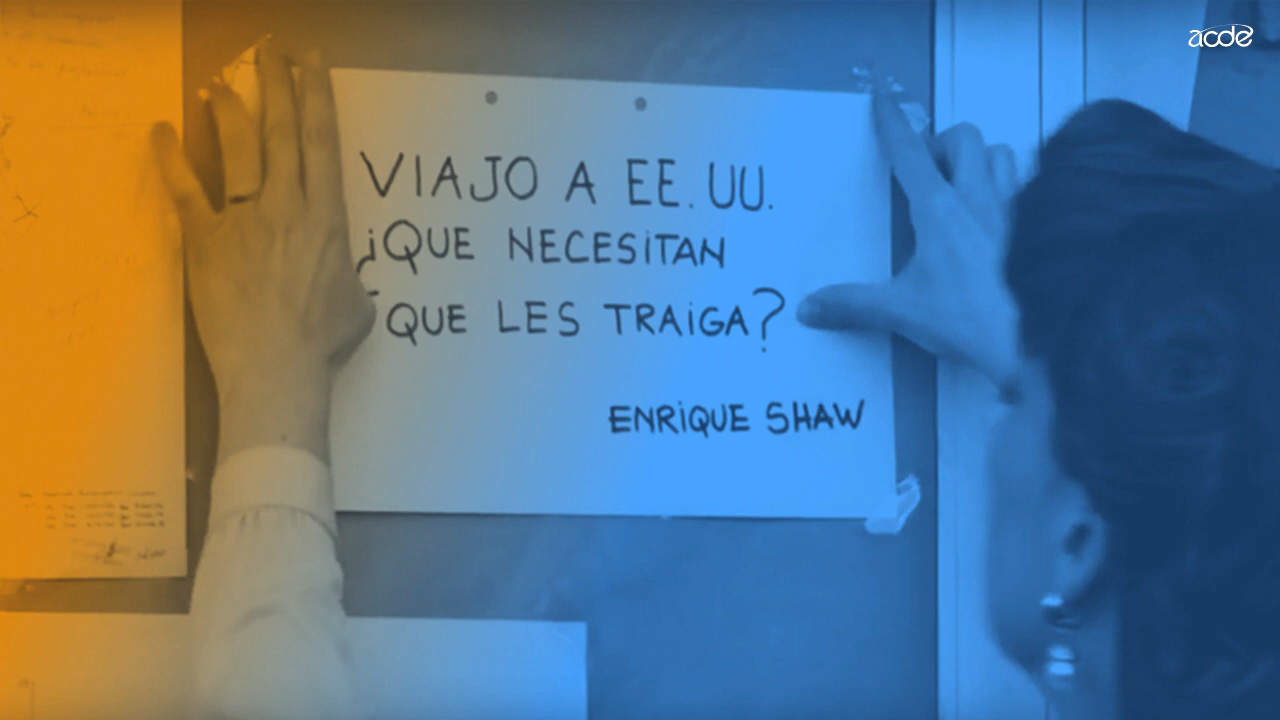 acde
VIAJO A EE.UU.
¿QUE NECESITAN
QUE LES TRAIGA?
ENRIQUE SHAW